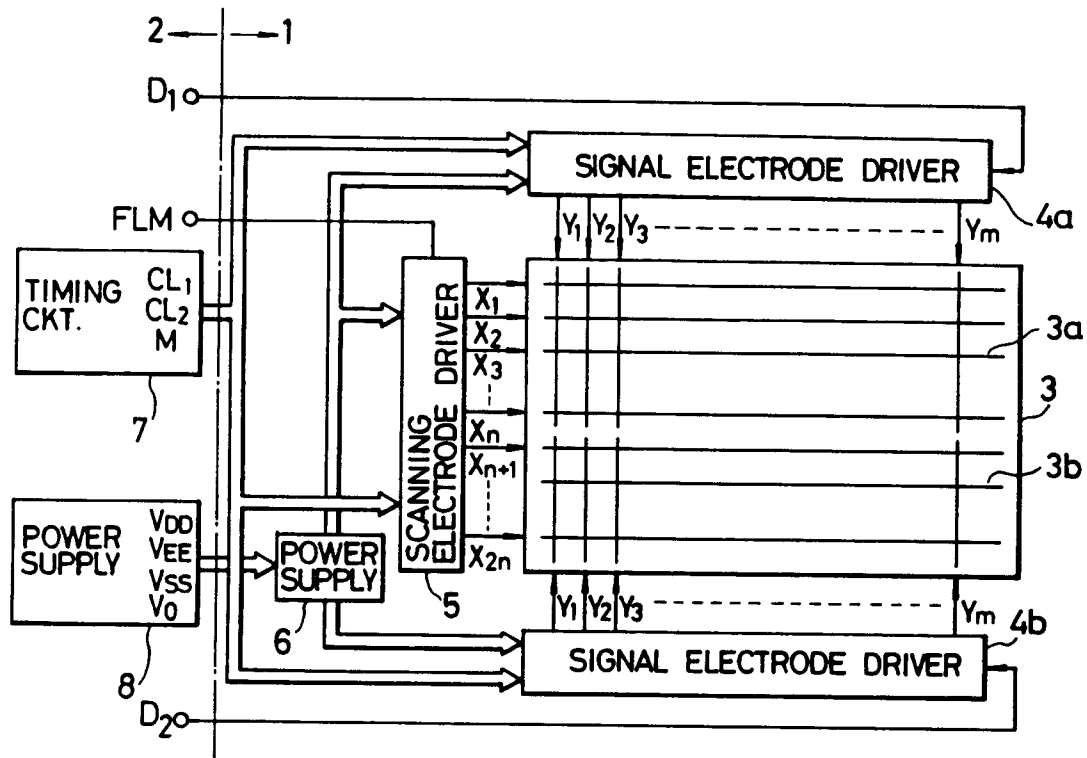 2 1
D1
SIGNAL ELECTRODE DRIVER
4a
FLM
Y1 Y2 Y3 Ym
TIMING
CKT.
CL1
CL2
M
7
SCANNING
ELECTRODE DRIVER
5
X1
X2
X3
Xn
Xn+1
X2n
3a
3
3b
POWER
SUPPLY
VDD
VEE
VSS
V0
8
POWER
SUPPLY
6
Y1 Y2 Y3 Ym
4b
SIGNAL ELECTRODE DRIVER
D2